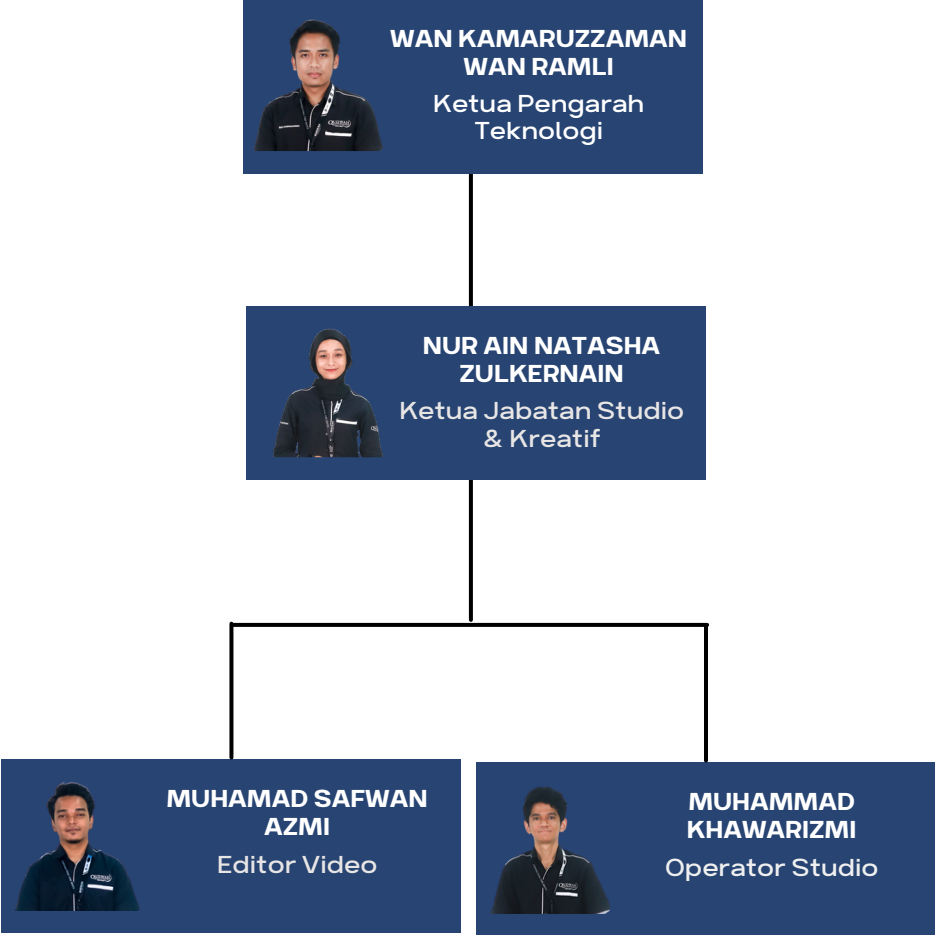 WAN KAMARUZZAMAN
WAN RAMLI
Ketua Pengarah
Teknologi
NUR AIN NATASHA
ZULKERNAIN
Ketua Jabatan Studio
& Kreatif
MUHAMAD SAFWAN
AZMI
Editor Video
MUHAMMAD
KHAWARIZMI
Operator Studio